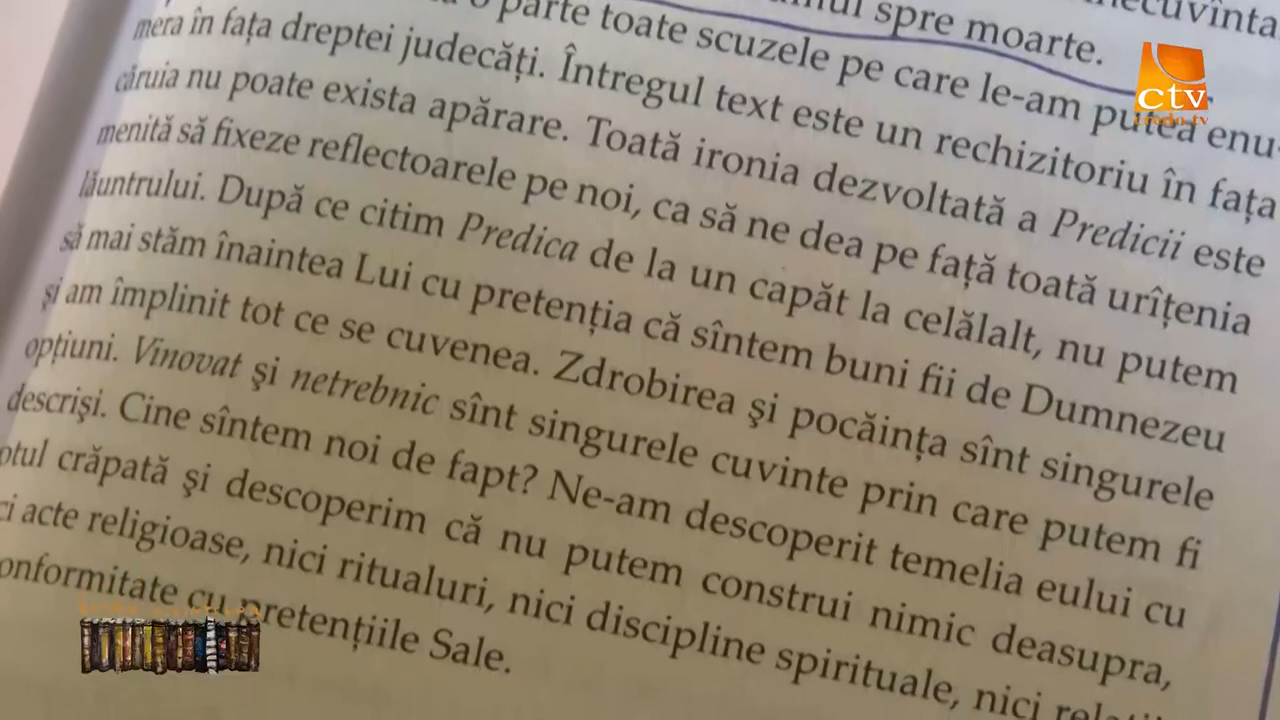 spre moarte.
o parte toate scuzele pe care le-am putea enu-
mera în fața dreptei judecăți. Întregul text este un rechizitoriu în fața
căruia nu poate exista apărare. Toată ironia dezvoltată a Predicii este
menită să fixeze reflectoarele pe noi, ca să ne dea pe față toată urîțenia
lăuntrului. După ce citim Predica de la un capăt la celălalt, nu putem
să mai stăm înaintea Lui cu pretenția că sîntem buni fii de Dumnezeu
și am împlinit tot ce se cuvenea. Zdrobirea și pocăința sînt singurele
opțiuni. Vinovat și netrebnic sînt singurele cuvinte prin care putem fi
descriși. Cine sîntem noi de fapt? Ne-am descoperit temelia eului cu
otul crăpată și descoperim că nu putem construi nimic deasupra,
ci acte religioase, nici ritualuri, nici discipline spirituale, nici
onformitate cu pretențiile Sale.
ctv
credo.tv